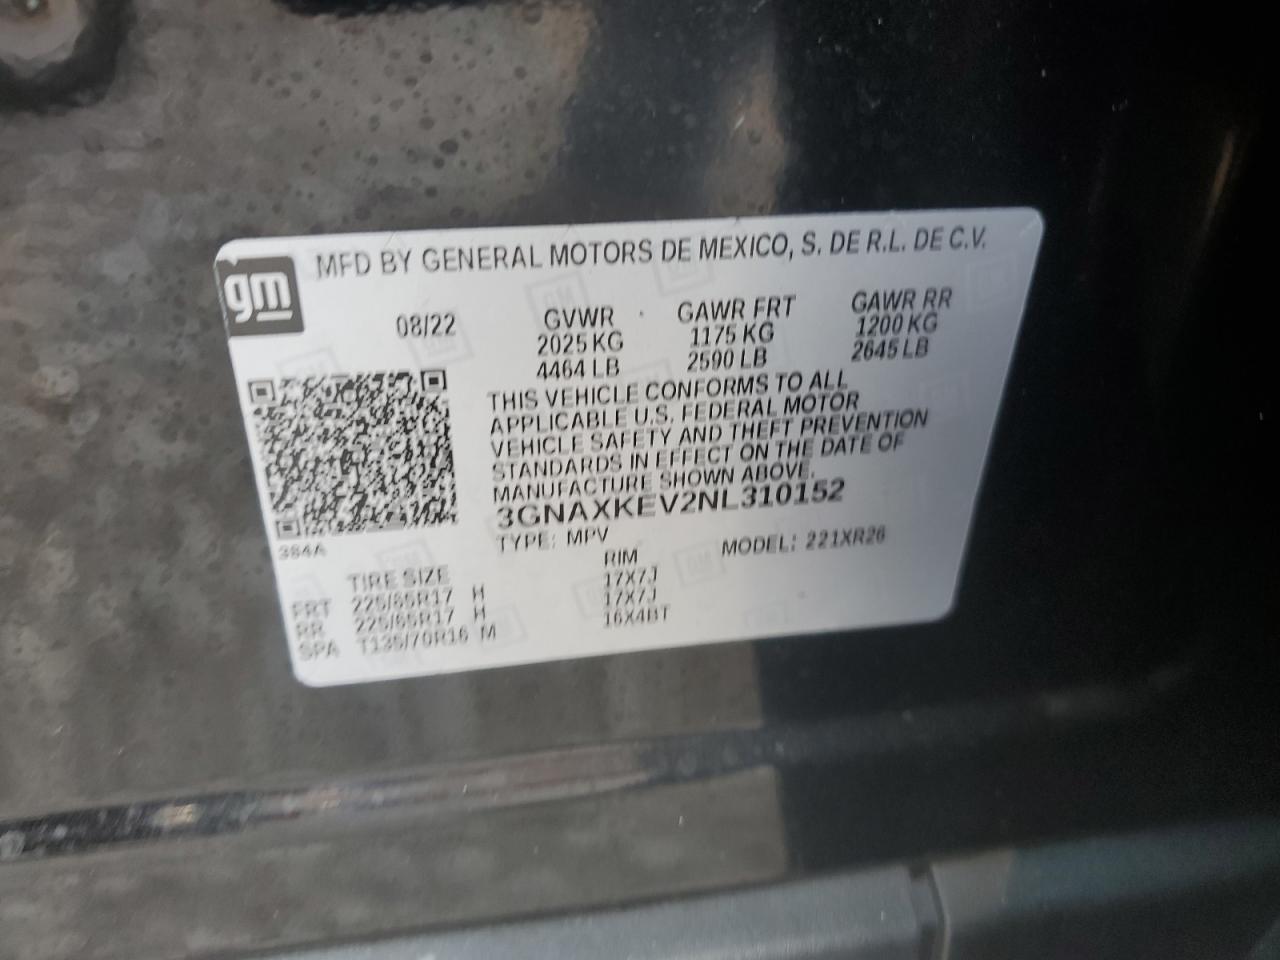 gm
MFD BY GENERAL MOTORS DE MEXICO, S. DE R.L. DE C.V.
08/22 GVWR GAWR FRT GAWR RR
2025 KG 1175 KG 1200 KG
4464 LB 2590 LB 2645 LB
THIS VEHICLE CONFORMS TO ALL
APPLICABLE U.S. FEDERAL MOTOR
VEHICLE SAFETY AND THEFT PREVENTION
STANDARDS IN EFFECT ON THE DATE OF
MANUFACTURE SHOWN ABOVE.
3GNAXKEV2NL310152
384A
TYPE: MPV MODEL: 221XR26
TIRE SIZE RIM
FRT 225/65R17 H 17X7J
RR 225/65R17 H 17X7J
SPA T135/70R16 M 16X4BT